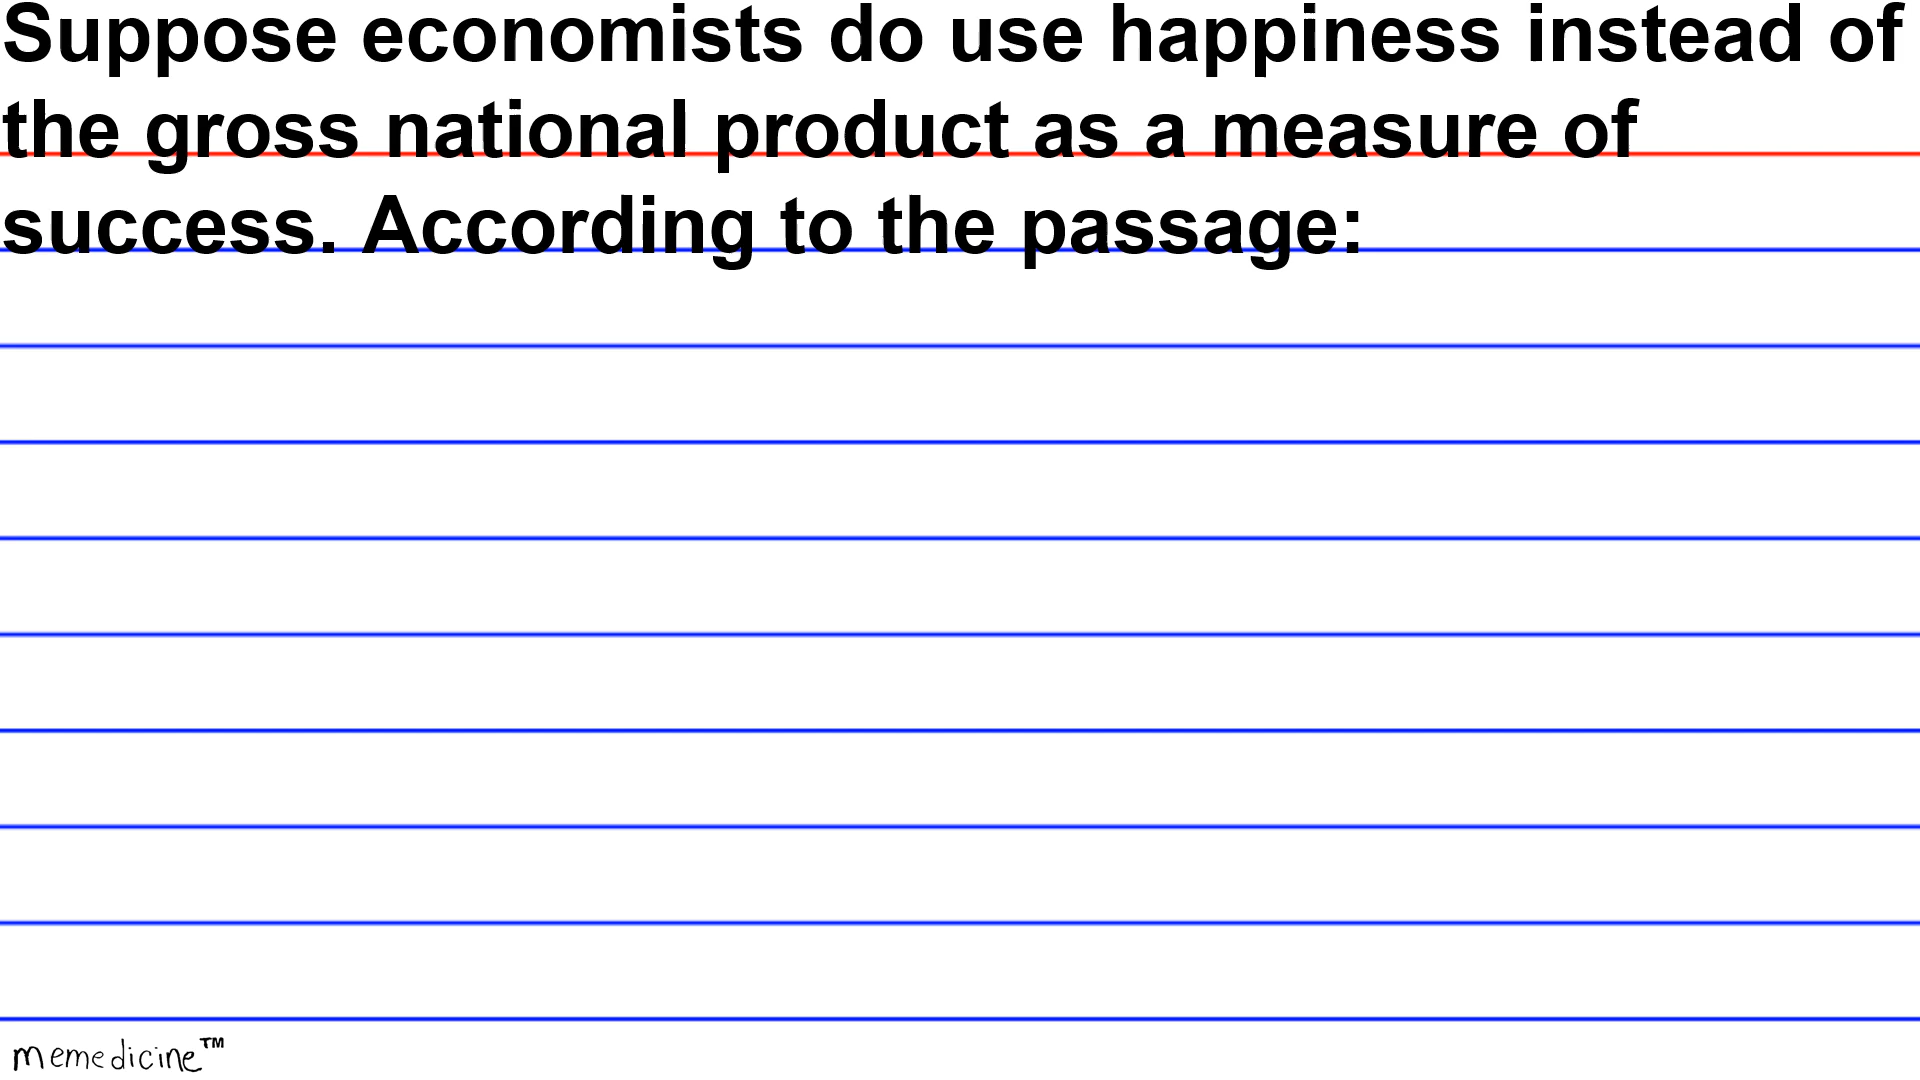 Suppose economists do use happiness instead of
the gross national product as a measure of
success. According to the passage:
memedicine™